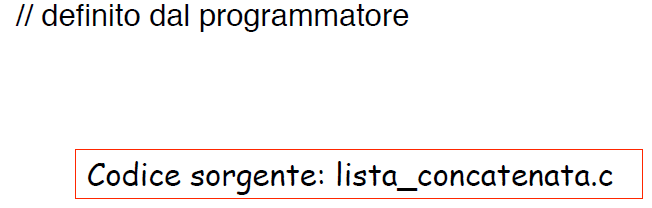 // definito dal programmatore
Codice sorgente: lista_concatenata.c